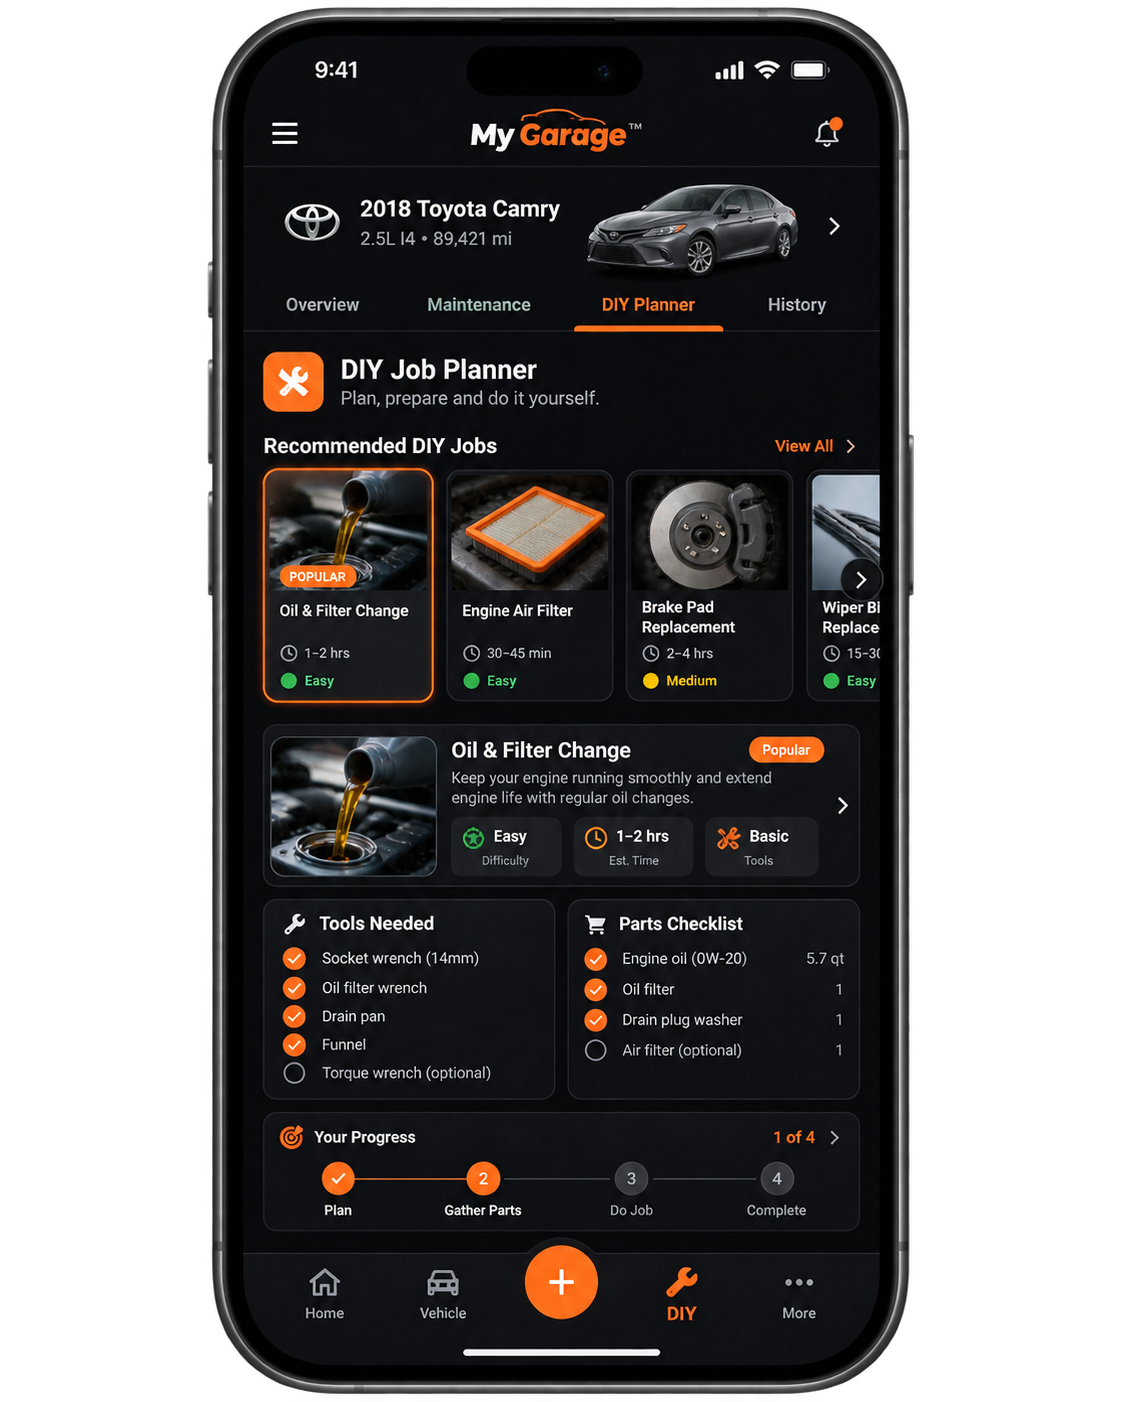 9:41
My Garage™
2018 Toyota Camry
2.5L I4 • 89,421 mi
Overview
Maintenance
DIY Planner
History
DIY Job Planner
Plan, prepare and do it yourself.
Recommended DIY Jobs
View All
POPULAR
Oil & Filter Change
1–2 hrs
Easy
Engine Air Filter
30–45 min
Easy
Brake Pad
Replacement
2–4 hrs
Medium
Wiper
Replace
15–30
Easy
Oil & Filter Change
Popular
Keep your engine running smoothly and extend
engine life with regular oil changes.
Easy
Difficulty
1–2 hrs
Est. Time
Basic
Tools
Tools Needed
Socket wrench (14mm)
Oil filter wrench
Drain pan
Funnel
Torque wrench (optional)
Parts Checklist
Engine oil (0W-20) 5.7 qt
Oil filter 1
Drain plug washer 1
Air filter (optional) 1
Your Progress
1 of 4
2
3
4
Plan
Gather Parts
Do Job
Complete
Home
Vehicle
DIY
More